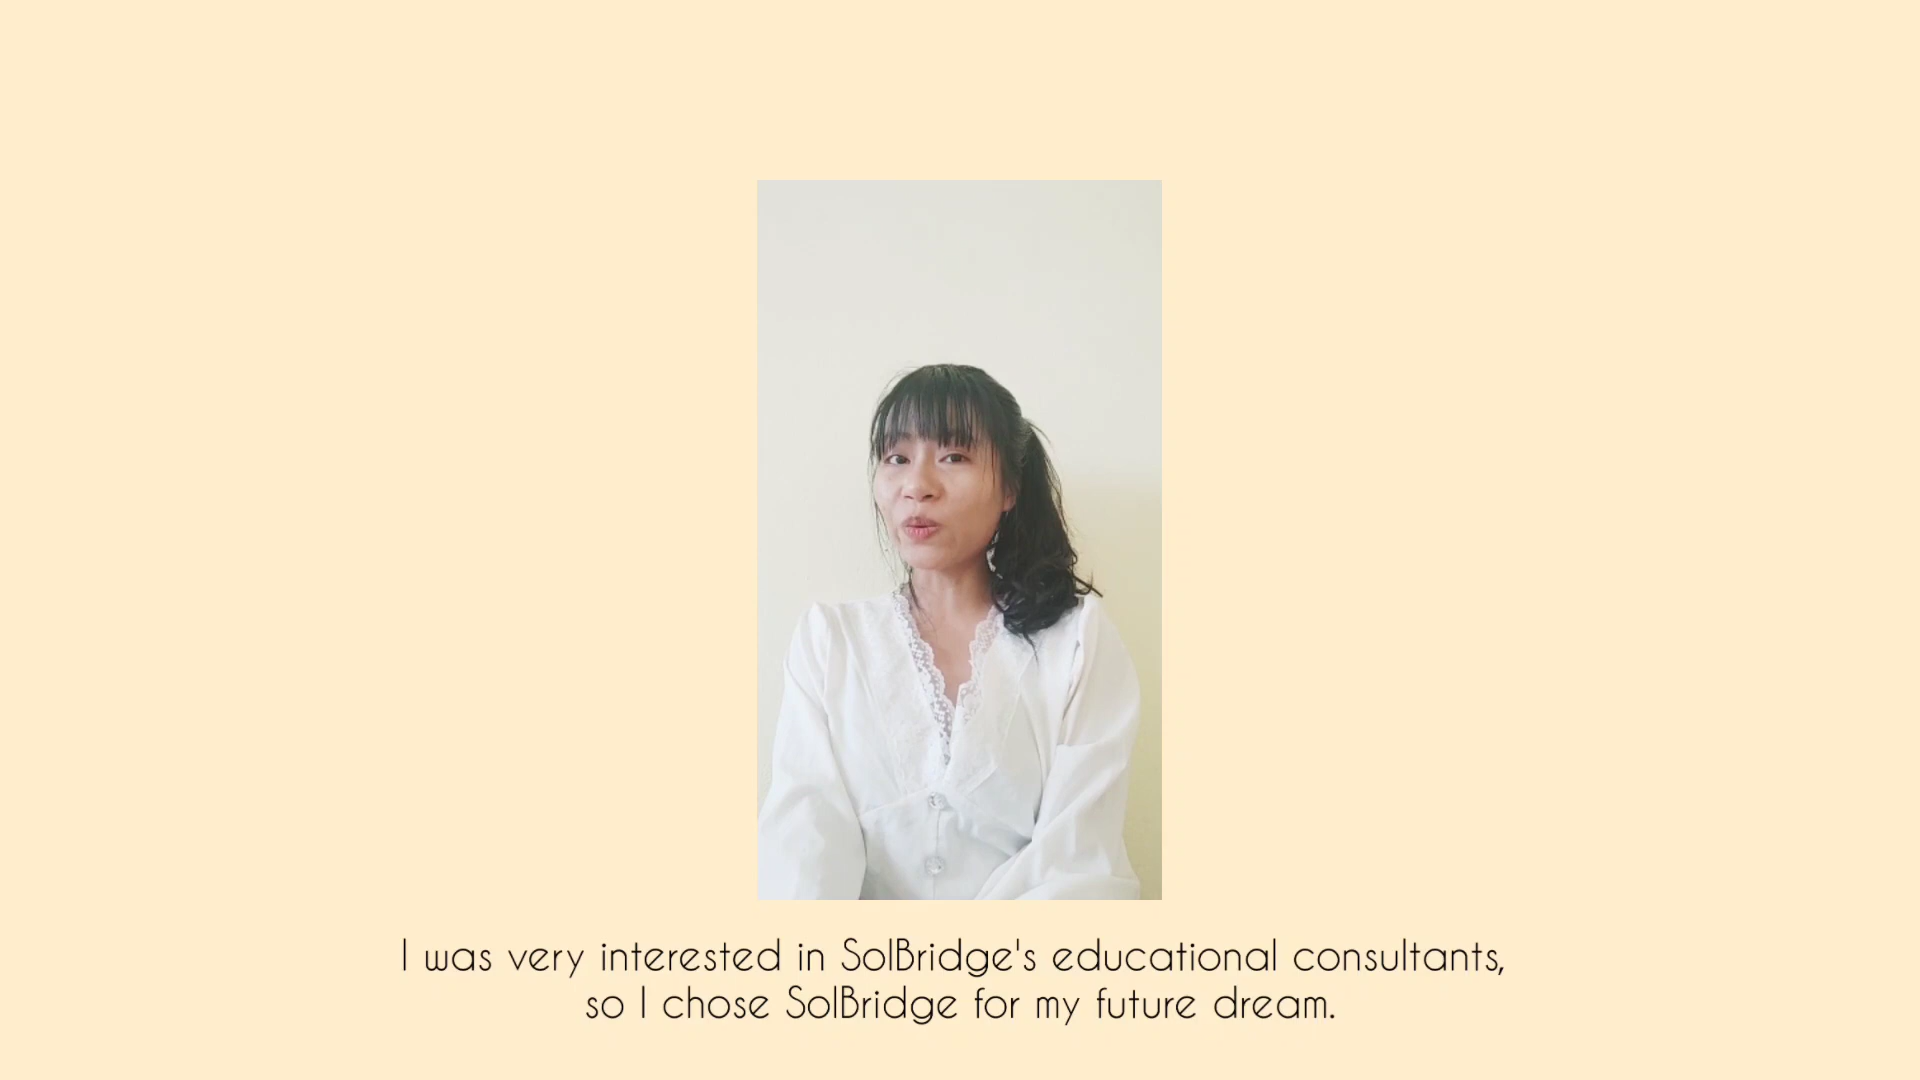 I was very interested in SolBridge's educational consultants,
so I chose SolBridge for my future dream.